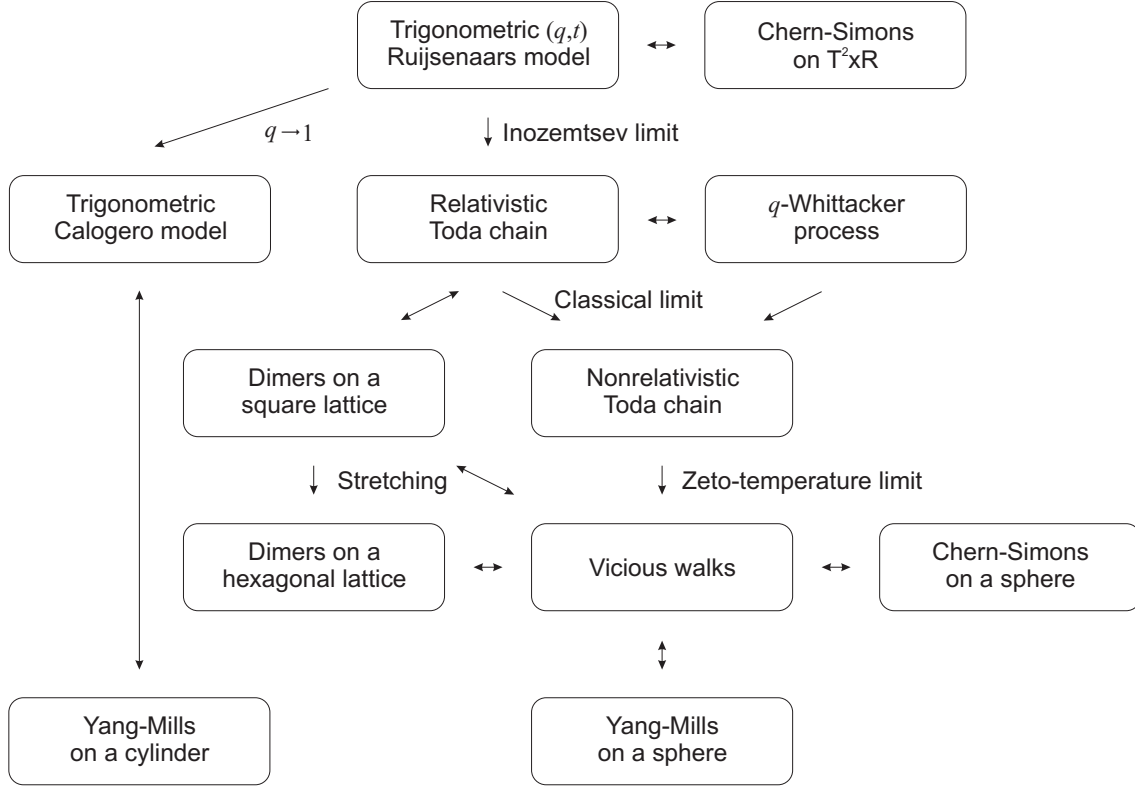 Trigonometric (q,t)
Ruijsenaars model
Chern-Simons
on T²xR
q→1
Inozemtsev limit
Trigonometric
Calogero model
Relativistic
Toda chain
q-Whittacker
process
Classical limit
Dimers on a
square lattice
Nonrelativistic
Toda chain
Stretching
Zeto-temperature limit
Dimers on a
hexagonal lattice
Vicious walks
Chern-Simons
on a sphere
Yang-Mills
on a cylinder
Yang-Mills
on a sphere